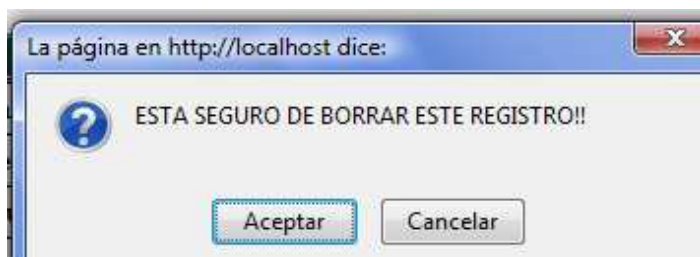 La página en http://localhost dice:
ESTA SEGURO DE BORRAR ESTE REGISTRO!!
Aceptar Cancelar